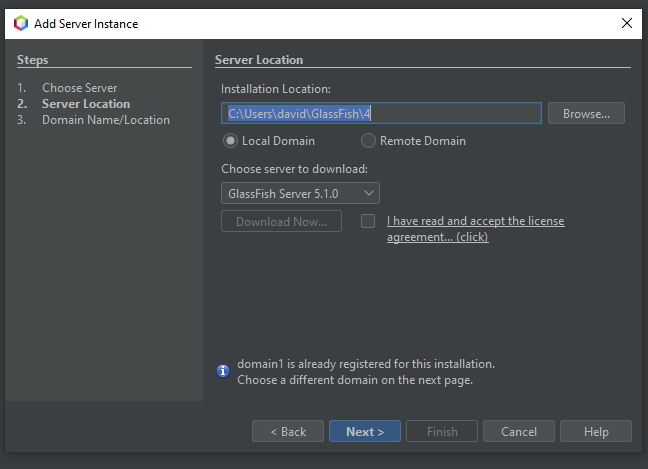 Add Server Instance
Steps
1. Choose Server
2. Server Location
3. Domain Name/Location
Server Location
Installation Location:
C:\Users\david\GlassFish\4
Browse...
Local Domain
Remote Domain
Choose server to download:
GlassFish Server 5.1.0
Download Now...
I have read and accept the license
agreement... (click)
domain1 is already registered for this installation.
Choose a different domain on the next page.
< Back
Next >
Finish
Cancel
Help